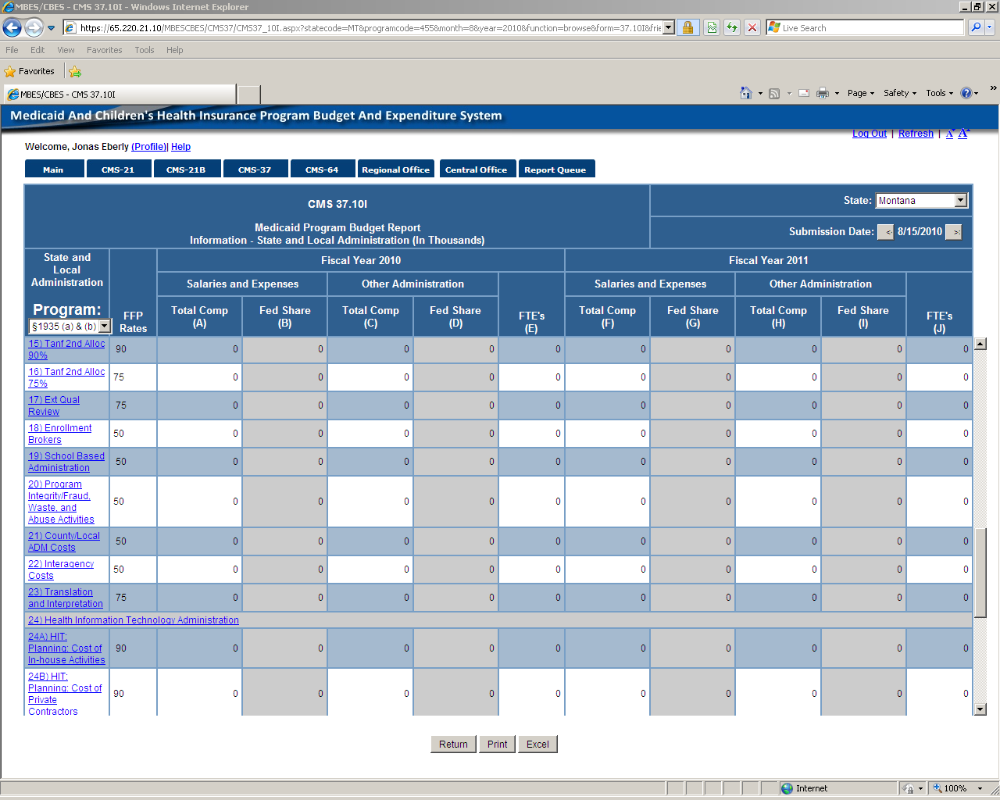 MBES/CBES - CMS 37.10I - Windows Internet Explorer
https://65.220.21.10/MBESCBES/CMS37/CMS37_10I.aspx?statecode=MT&programcode=455&month=8&year=2010&function=browse&form=37.10I&frie
Live Search
File Edit View Favorites Tools Help
Favorites
MBES/CBES - CMS 37.10I
Page Safety Tools
Medicaid And Children's Health Insurance Program Budget And Expenditure System
Log Out | Refresh | A A
Welcome, Jonas Eberly (Profile)| Help
Main CMS-21 CMS-21B CMS-37 CMS-64 Regional Office Central Office Report Queue
CMS 37.10I
Medicaid Program Budget Report
Information - State and Local Administration (In Thousands)
State: Montana
Submission Date: < 8/15/2010 >
State and Local Administration
Program:
§1935 (a) & (b)
FFP Rates
Fiscal Year 2010 Fiscal Year 2011
Salaries and Expenses Other Administration Salaries and Expenses Other Administration
Total Comp (A) Fed Share (B) Total Comp (C) Fed Share (D) FTE's (E) Total Comp (F) Fed Share (G) Total Comp (H) Fed Share (I) FTE's (J)
15) Tanf 2nd Alloc 90% 90 0 0 0 0 0 0 0 0 0 0
16) Tanf 2nd Alloc 75% 75 0 0 0 0 0 0 0 0 0 0
17) Ext Qual Review 75 0 0 0 0 0 0 0 0 0 0
18) Enrollment Brokers 50 0 0 0 0 0 0 0 0 0 0
19) School Based Administration 50 0 0 0 0 0 0 0 0 0 0
20) Program Integrity/Fraud, Waste, and Abuse Activities 50 0 0 0 0 0 0 0 0 0 0
21) County/Local ADM Costs 50 0 0 0 0 0 0 0 0 0 0
22) Interagency Costs 50 0 0 0 0 0 0 0 0 0 0
23) Translation and Interpretation 75 0 0 0 0 0 0 0 0 0 0
24) Health Information Technology Administration
24A) HIT: Planning: Cost of In-house Activities 90 0 0 0 0 0 0 0 0 0 0
24B) HIT: Planning: Cost of Private Contractors 90 0 0 0 0 0 0 0 0 0 0
Return Print Excel
Internet 100%